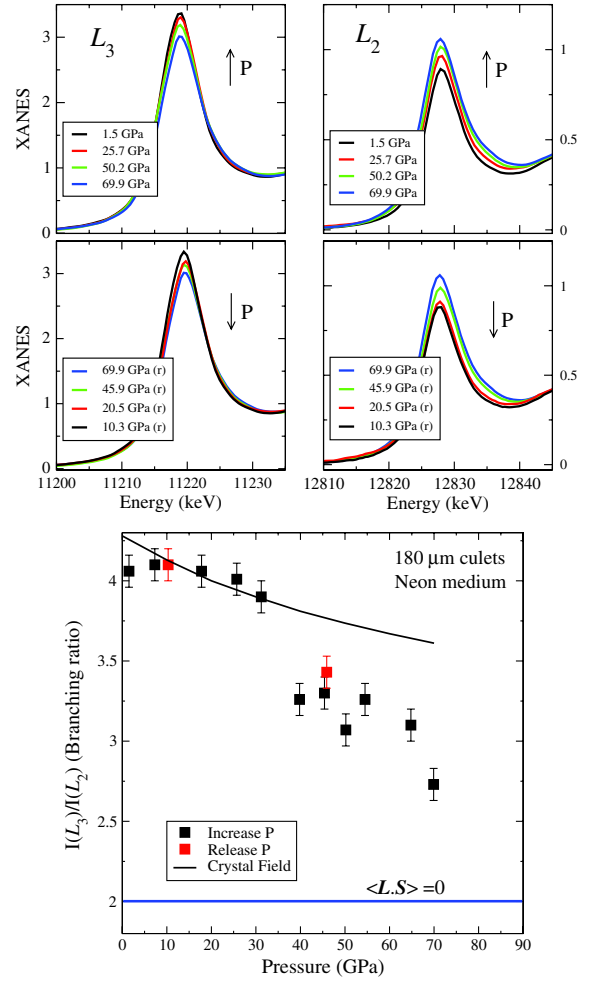 L3
P
XANES
3
2
1
0
1.5 GPa
25.7 GPa
50.2 GPa
69.9 GPa
L2
P
1
0.5
0
1.5 GPa
25.7 GPa
50.2 GPa
69.9 GPa
P
XANES
3
2
1
0
69.9 GPa (r)
45.9 GPa (r)
20.5 GPa (r)
10.3 GPa (r)
11200 11210 11220 11230
Energy (keV)
P
1
0.5
0
69.9 GPa (r)
45.9 GPa (r)
20.5 GPa (r)
10.3 GPa (r)
12810 12820 12830 12840
Energy (keV)
180 μm culets
Neon medium
I(L3)/I(L2) (Branching ratio)
4
3.5
3
2.5
2
Increase P
Release P
Crystal Field
<L.S> =0
0 10 20 30 40 50 60 70 80 90
Pressure (GPa)